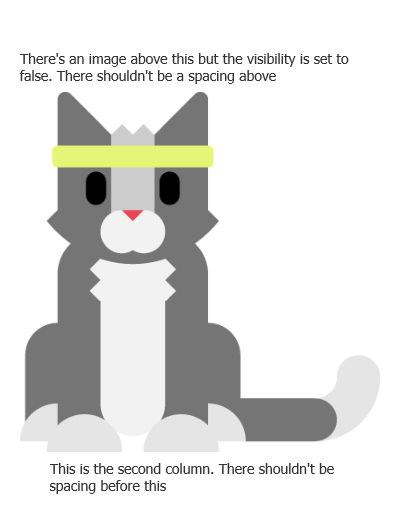 There's an image above this but the visibility is set to
false. There shouldn't be a spacing above
This is the second column. There shouldn't be
spacing before this